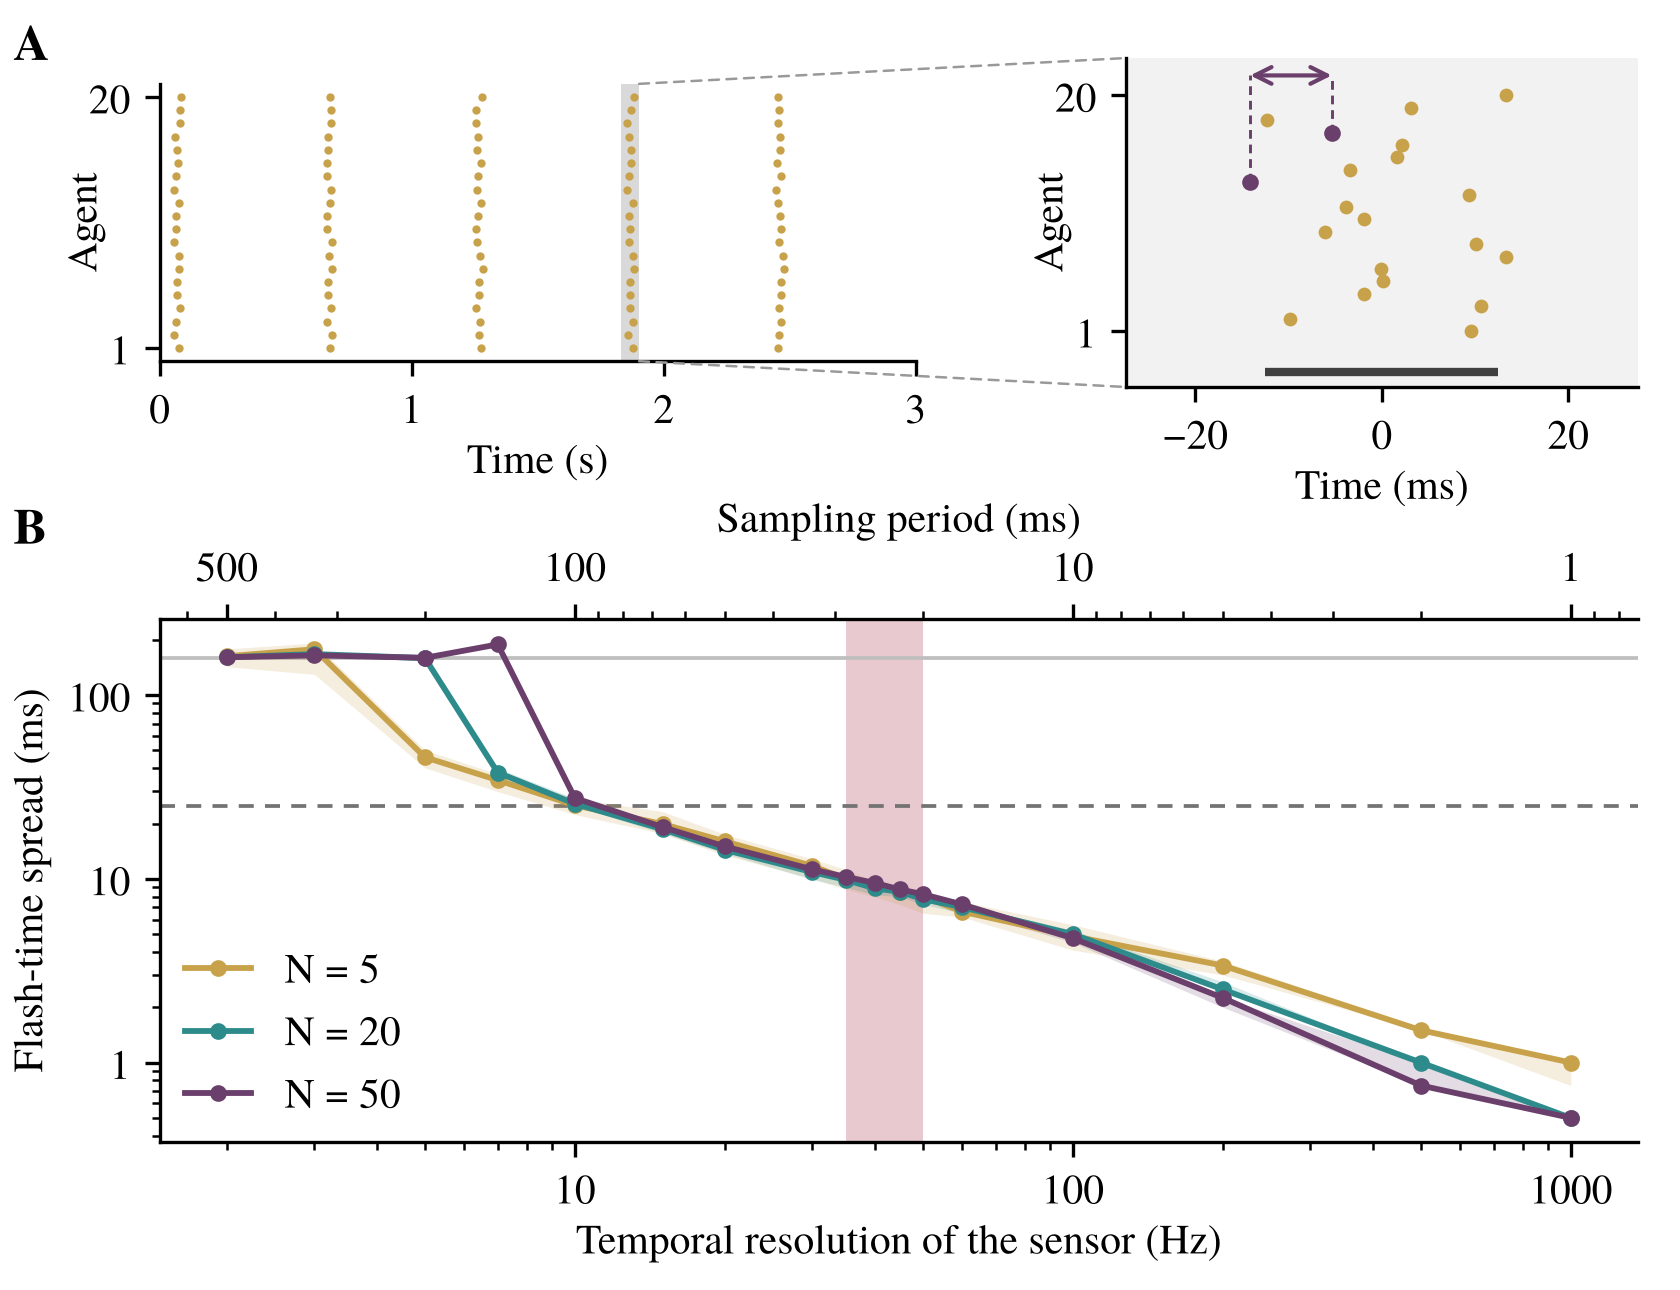 A
20
1
Agent
0 1 2 3
Time (s)
20
1
Agent
−20 0 20
Time (ms)
B
Sampling period (ms)
500 100 10 1
100
10
1
Flash-time spread (ms)
N = 5
N = 20
N = 50
10 100 1000
Temporal resolution of the sensor (Hz)